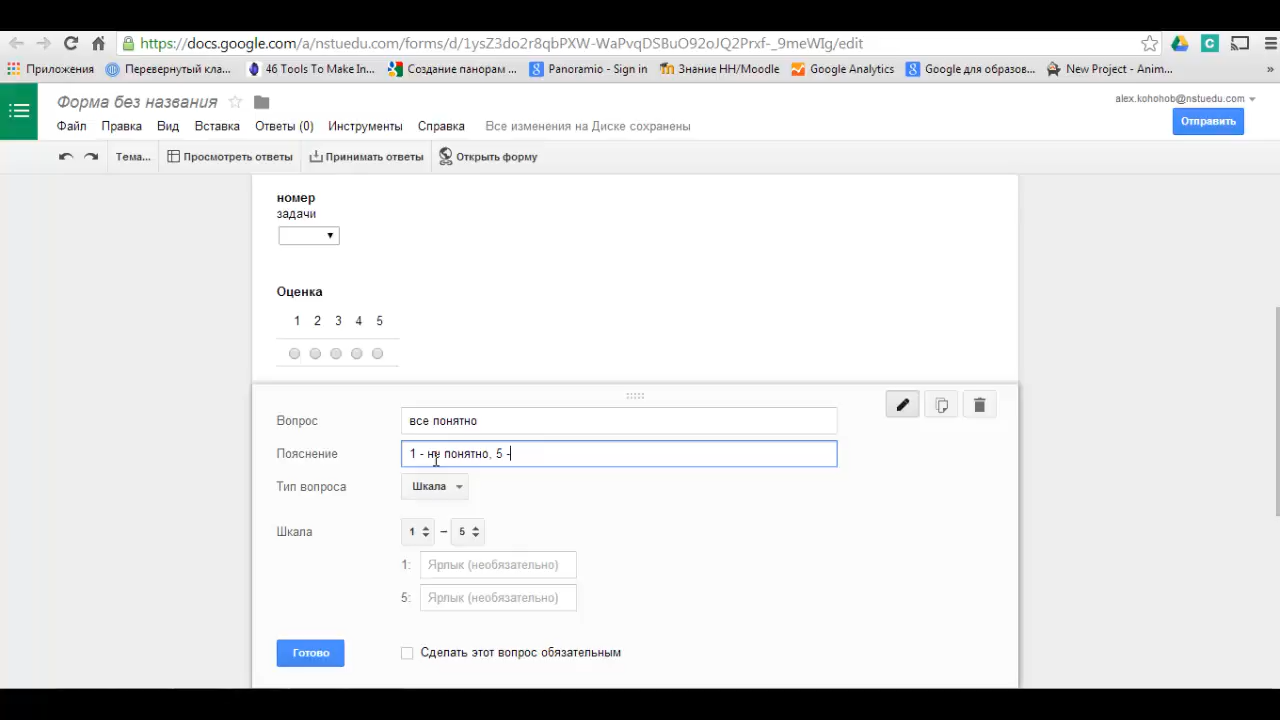 https://docs.google.com/a/nstuedu.com/forms/d/1ysZ3do2r8qbPXW-WaPvqDSBuO92oJQ2Prxf-_9meWIg/edit
Приложения Перевернутый кла... 46 Tools To Make In... Создание панорам ... Panoramio - Sign in Знание НН/Moodle Google Analytics Google для образов... New Project - Anim... »
Форма без названия alex.kohohob@nstuedu.com
Файл Правка Вид Вставка Ответы (0) Инструменты Справка Все изменения на Диске сохранены Отправить
Тема... Просмотреть ответы Принимать ответы Открыть форму
номер
задачи
Оценка
1 2 3 4 5
Вопрос все понятно
Пояснение 1 - ни понятно, 5 -
Тип вопроса Шкала
Шкала 1 – 5
1: Ярлык (необязательно)
5: Ярлык (необязательно)
Готово Сделать этот вопрос обязательным